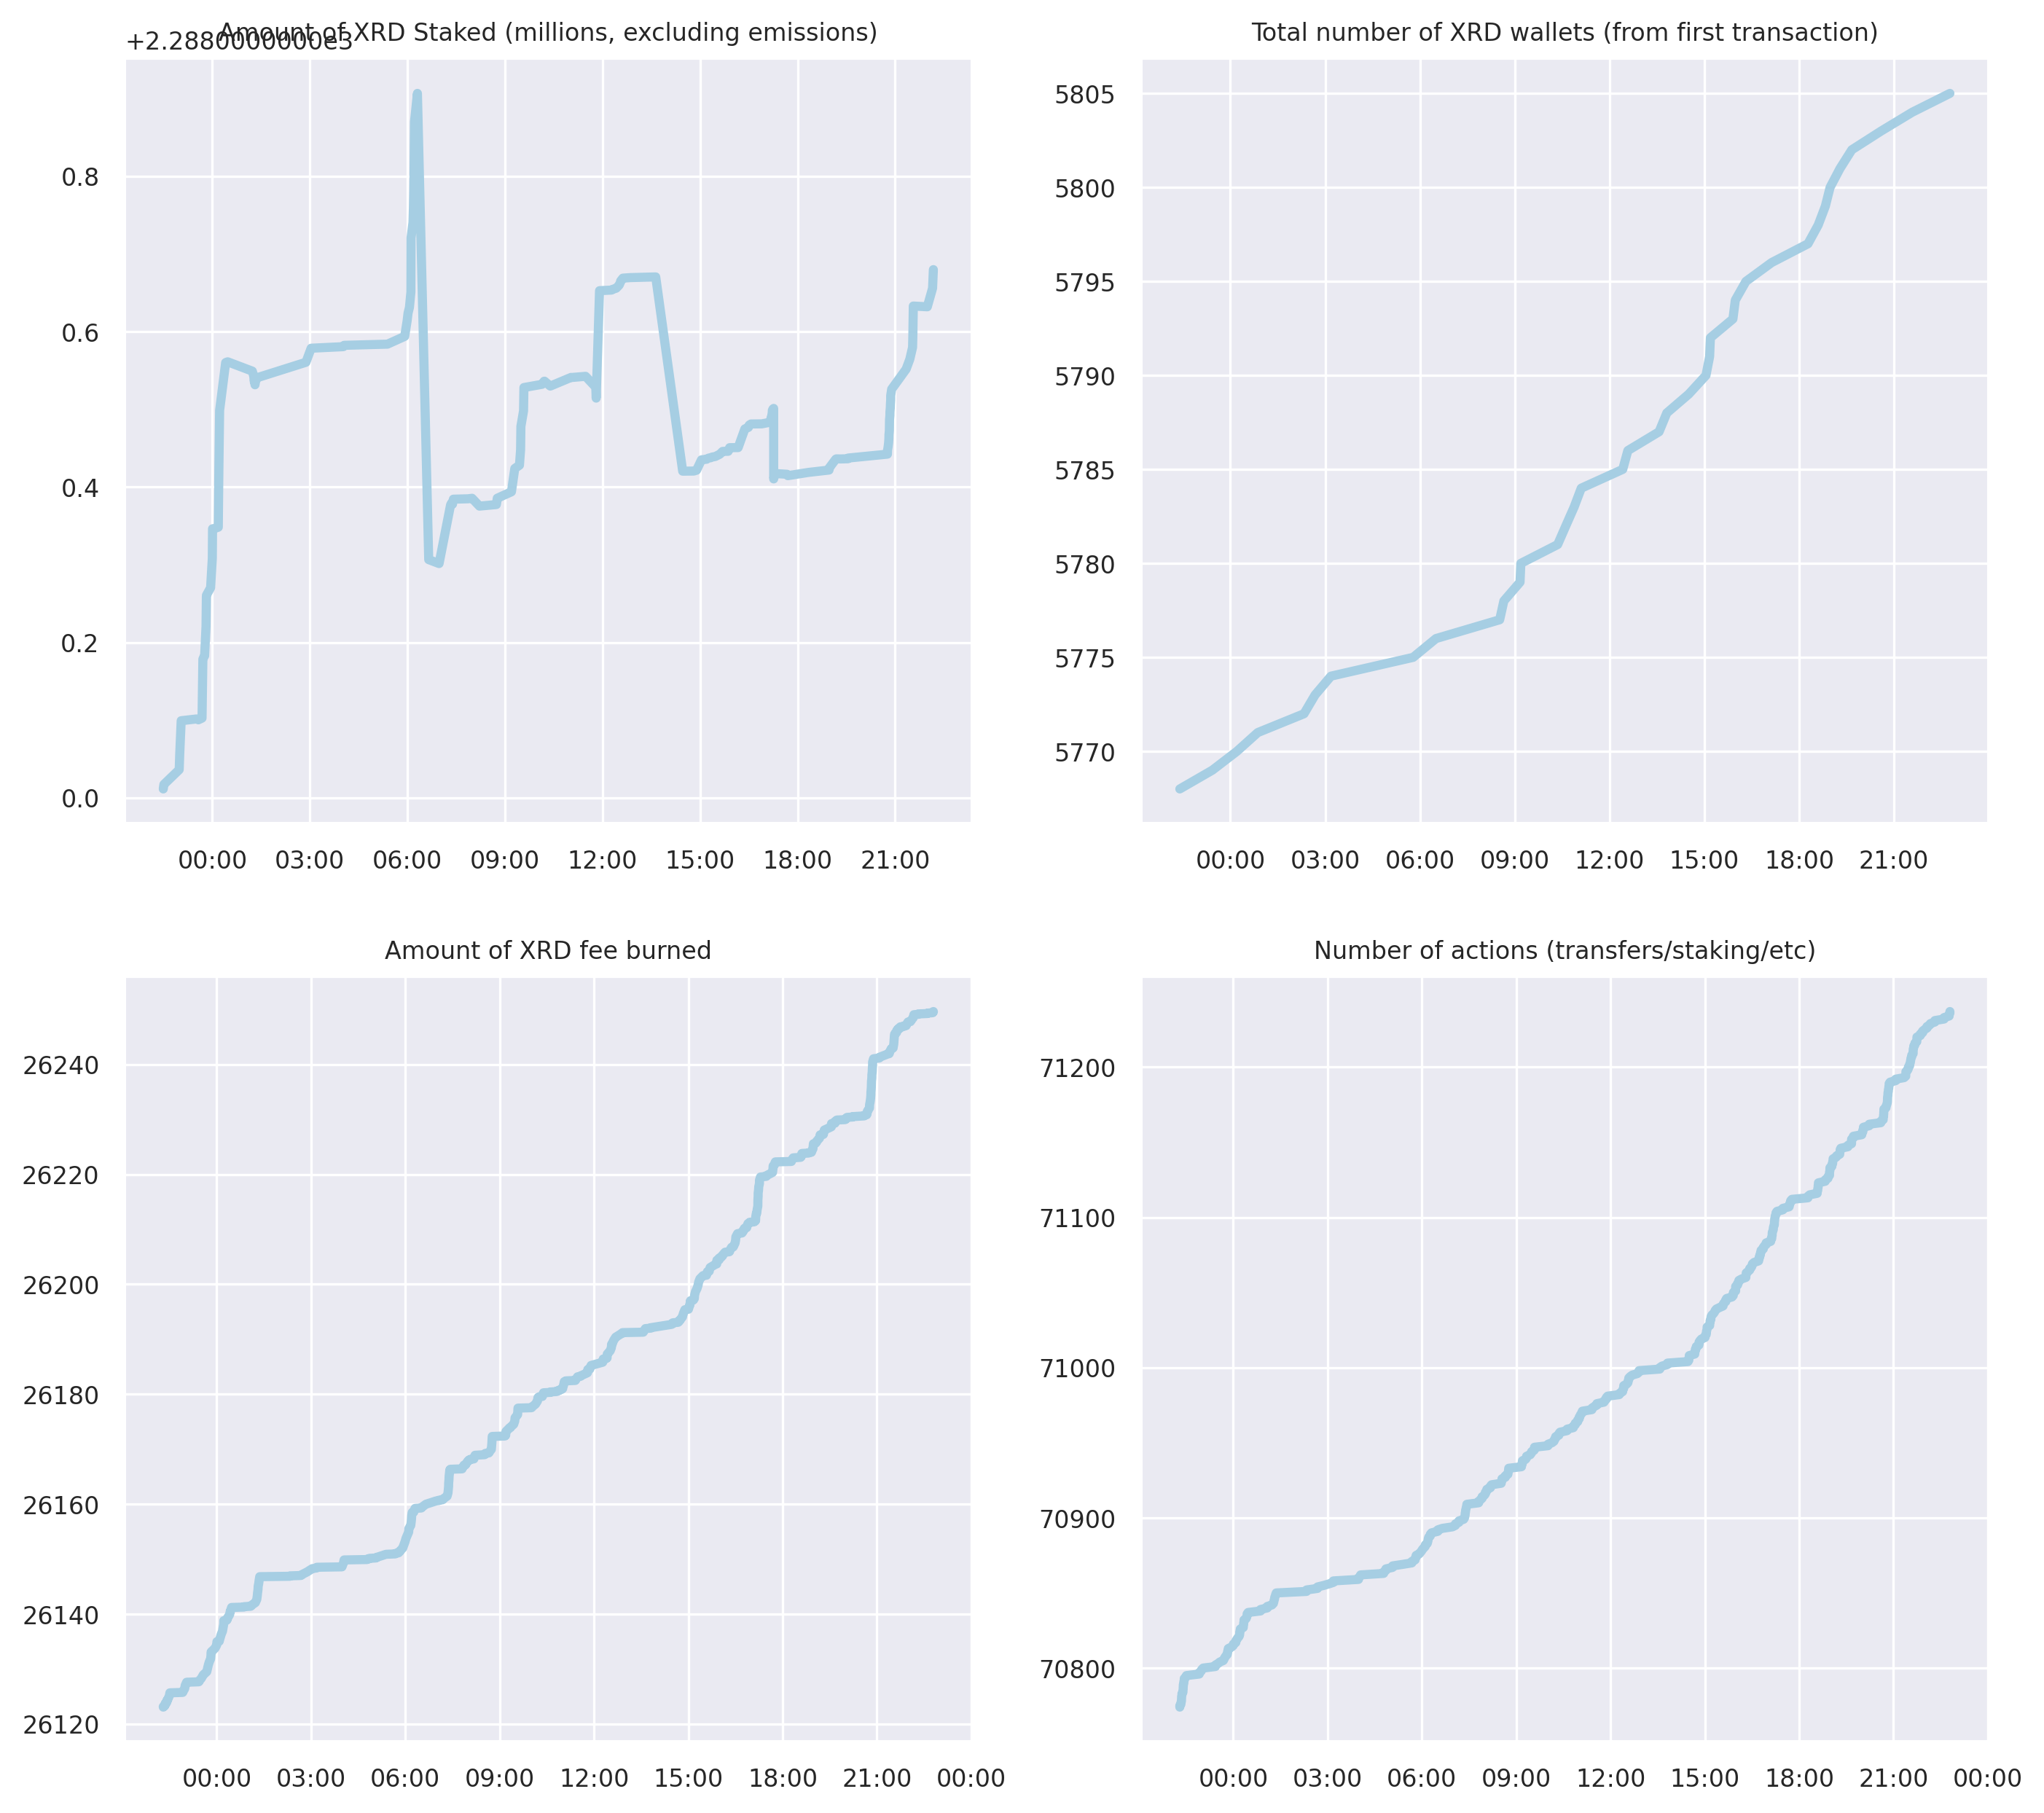 Amount of XRD Staked (millions, excluding emissions)
+2.2880000000e3
0.8
0.6
0.4
0.2
0.0
00:00 03:00 06:00 09:00 12:00 15:00 18:00 21:00
Total number of XRD wallets (from first transaction)
5805
5800
5795
5790
5785
5780
5775
5770
00:00 03:00 06:00 09:00 12:00 15:00 18:00 21:00
Amount of XRD fee burned
26240
26220
26200
26180
26160
26140
26120
00:00 03:00 06:00 09:00 12:00 15:00 18:00 21:00 00:00
Number of actions (transfers/staking/etc)
71200
71100
71000
70900
70800
00:00 03:00 06:00 09:00 12:00 15:00 18:00 21:00 00:00